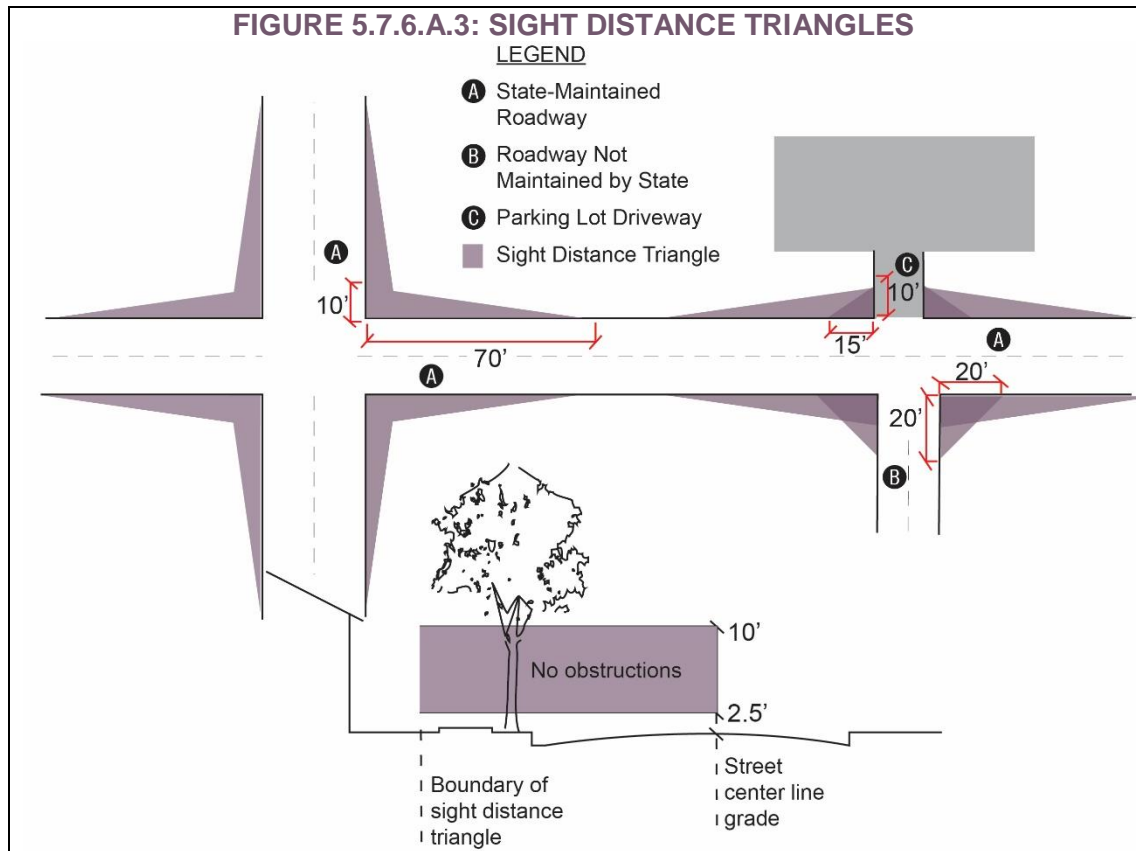 FIGURE 5.7.6.A.3: SIGHT DISTANCE TRIANGLES
LEGEND
A State-Maintained
Roadway
B Roadway Not
Maintained by State
C Parking Lot Driveway
Sight Distance Triangle
A
10’
70’
A
C
10’
15’
A
20’
20’
B
No obstructions
10’
2.5’
Boundary of
sight distance
triangle
Street
center line
grade